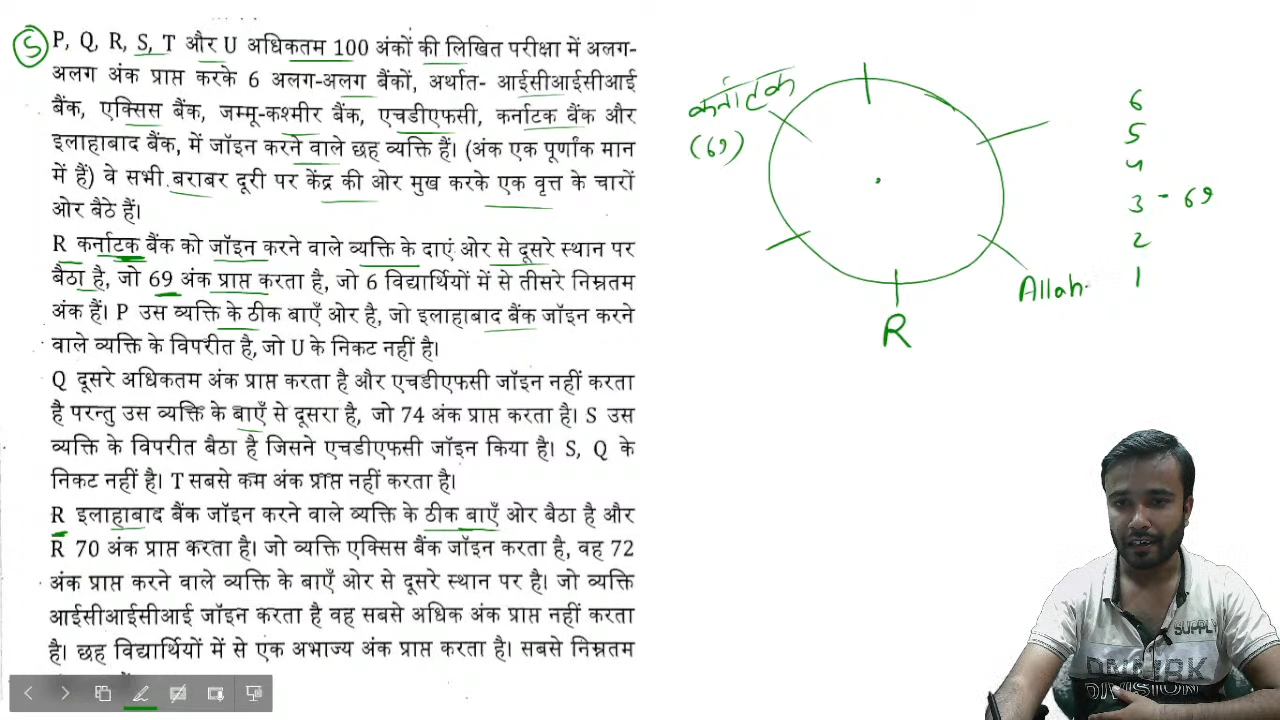 5 P, Q, R, S, T और U अधिकतम 100 अंकों की लिखित परीक्षा में अलग-
अलग अंक प्राप्त करके 6 अलग-अलग बैंकों, अर्थात- आईसीआईसीआई
बैंक, एक्सिस बैंक, जम्मू-कश्मीर बैंक, एचडीएफसी, कर्नाटक बैंक और
इलाहाबाद बैंक, में जॉइन करने वाले छह व्यक्ति हैं। (अंक एक पूर्णांक मान
में हैं) वे सभी बराबर दूरी पर केंद्र की ओर मुख करके एक वृत्त के चारों
ओर बैठे हैं।
R कर्नाटक बैंक को जॉइन करने वाले व्यक्ति के दाएं ओर से दूसरे स्थान पर
बैठा है, जो 69 अंक प्राप्त करता है, जो 6 विद्यार्थियों में से तीसरे निम्नतम
अंक हैं। P उस व्यक्ति के ठीक बाएँ ओर है, जो इलाहाबाद बैंक जॉइन करने
वाले व्यक्ति के विपरीत है, जो U के निकट नहीं है।
Q दूसरे अधिकतम अंक प्राप्त करता है और एचडीएफसी जॉइन नहीं करता
है परन्तु उस व्यक्ति के बाएँ से दूसरा है, जो 74 अंक प्राप्त करता है। S उस
व्यक्ति के विपरीत बैठा है जिसने एचडीएफसी जॉइन किया है। S, Q के
निकट नहीं है। T सबसे कम अंक प्राप्त नहीं करता है।
R इलाहाबाद बैंक जॉइन करने वाले व्यक्ति के ठीक बाएँ ओर बैठा है और
R 70 अंक प्राप्त करता है। जो व्यक्ति एक्सिस बैंक जॉइन करता है, वह 72
अंक प्राप्त करने वाले व्यक्ति के बाएँ ओर से दूसरे स्थान पर है। जो व्यक्ति
आईसीआईसीआई जॉइन करता है वह सबसे अधिक अंक प्राप्त नहीं करता
है। छह विद्यार्थियों में से एक अभाज्य अंक प्राप्त करता है। सबसे निम्नतम
कर्नाटक
(69)
R
Allah.
6
5
4
3 - 69
2
1
SUPPLY
DIVISION